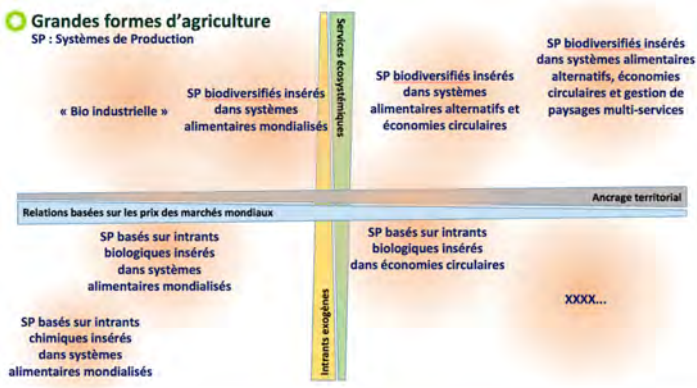 Grandes formes d'agriculture
SP : Systèmes de Production
« Bio industrielle »
SP biodiversifiés insérés
dans systèmes
alimentaires mondialisés
Services écosystémiques
SP biodiversifiés insérés
dans systèmes
alimentaires alternatifs et
économies circulaires
SP biodiversifiés insérés
dans systèmes alimentaires
alternatifs, économies
circulaires et gestion de
paysages multi-services
Ancrage territorial
Relations basées sur les prix des marchés mondiaux
SP basés sur intrants
biologiques insérés
dans systèmes
alimentaires mondialisés
SP basés sur intrants
chimiques insérés
dans systèmes
alimentaires mondialisés
Intrants exogènes
SP basés sur intrants
biologiques insérés
dans économies circulaires
XXXX...